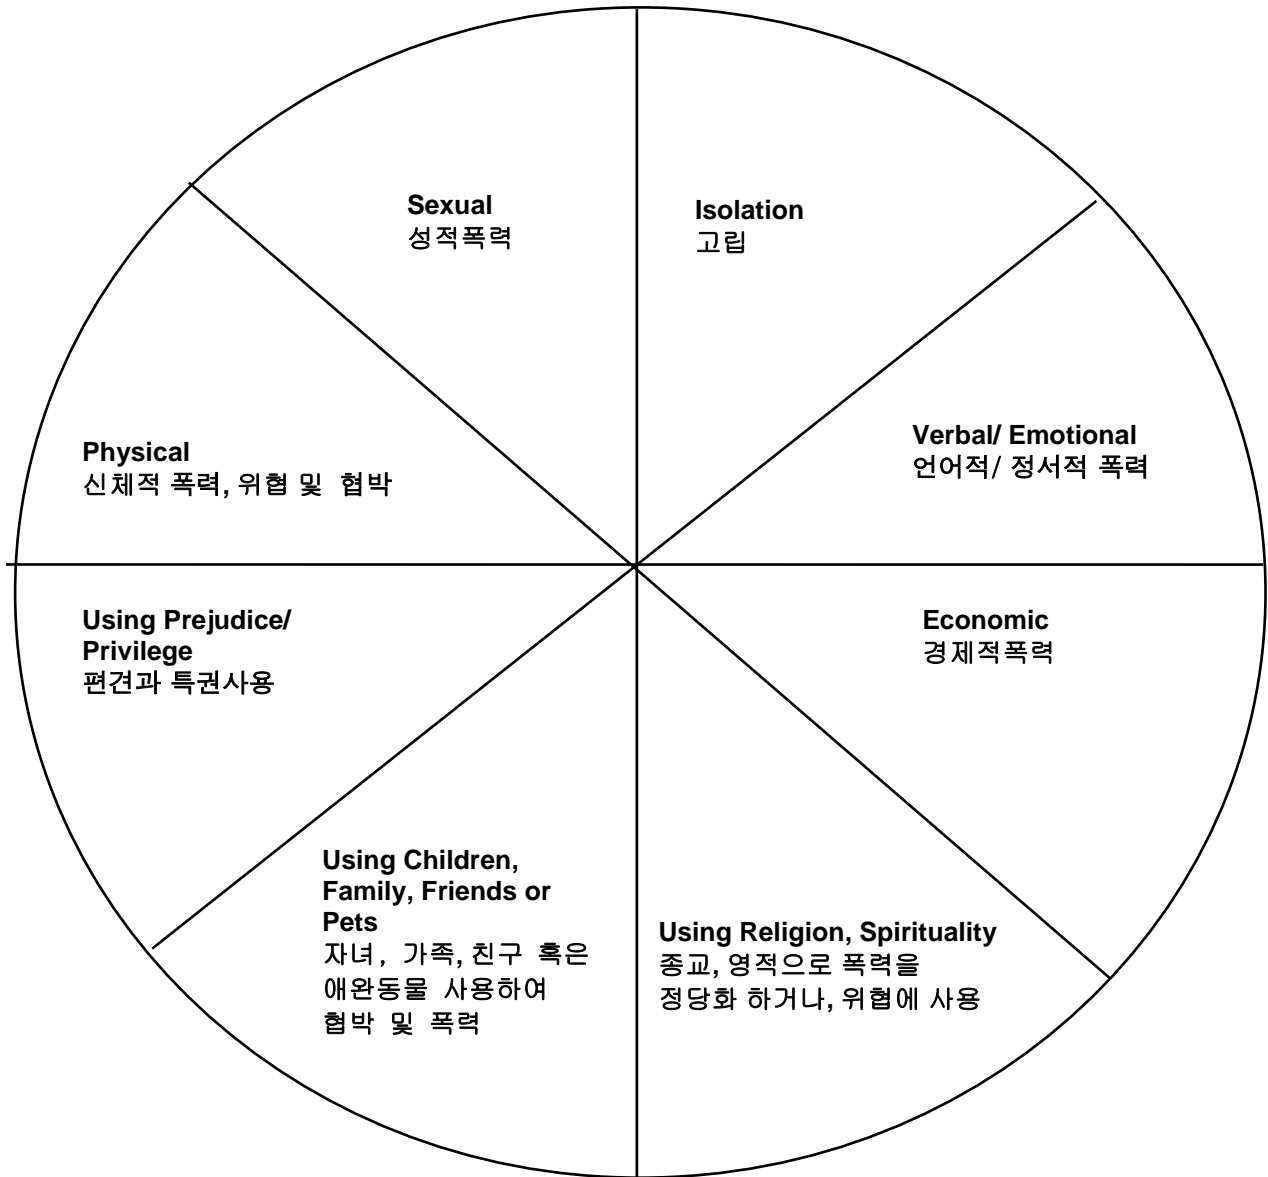 Sexual
성적폭력
Isolation
고립
Verbal/ Emotional
언어적/ 정서적 폭력
Physical
신체적 폭력, 위협 및 협박
Using Prejudice/
Privilege
편견과 특권사용
Economic
경제적폭력
Using Children,
Family, Friends or
Pets
자녀, 가족, 친구 혹은
애완동물 사용하여
협박 및 폭력
Using Religion, Spirituality
종교, 영적으로 폭력을
정당화 하거나, 위협에 사용